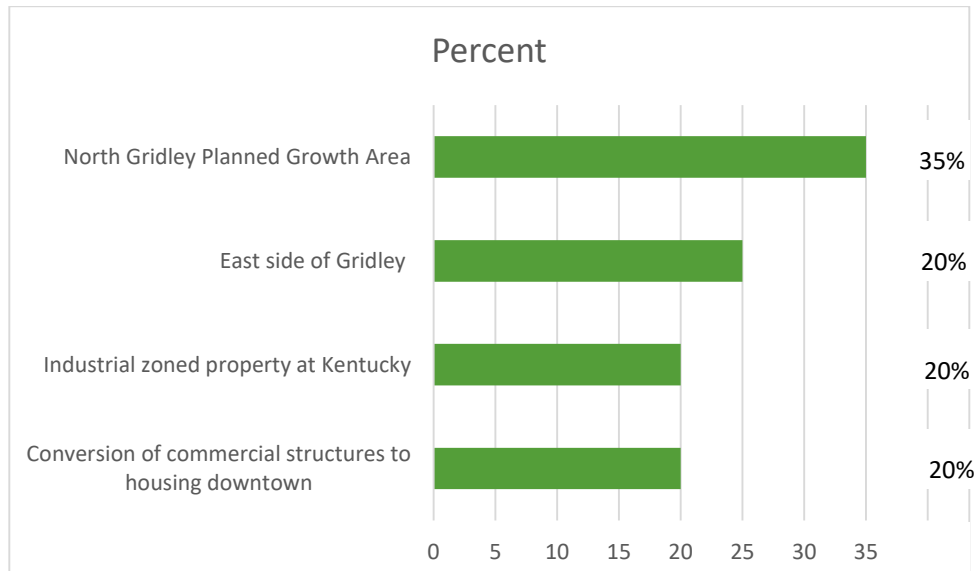 Percent
North Gridley Planned Growth Area
35%
East side of Gridley
20%
Industrial zoned property at Kentucky
20%
Conversion of commercial structures to
housing downtown
20%
0 5 10 15 20 25 30 35